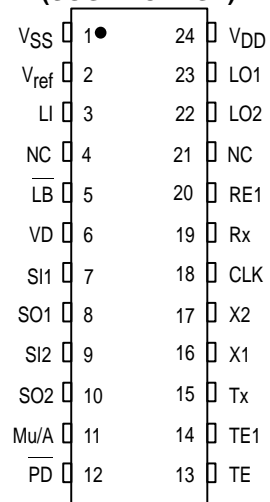 VSS 1 24 VDD
Vref 2 23 LO1
LI 3 22 LO2
NC 4 21 NC
LB 5 20 RE1
VD 6 19 Rx
SI1 7 18 CLK
SO1 8 17 X2
SI2 9 16 X1
SO2 10 15 Tx
Mu/A 11 14 TE1
PD 12 13 TE